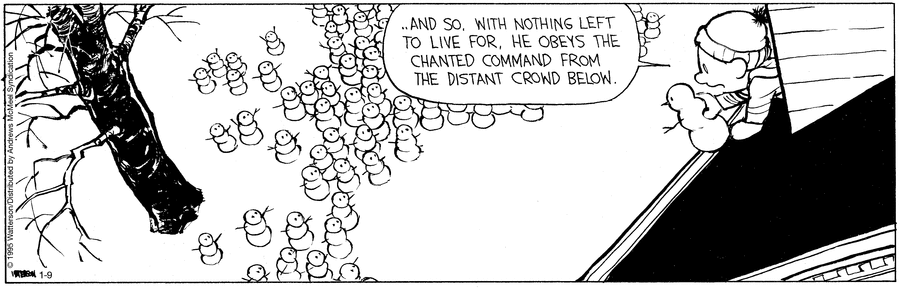 ..AND SO, WITH NOTHING LEFT
TO LIVE FOR, HE OBEYS THE
CHANTED COMMAND FROM
THE DISTANT CROWD BELOW.
© 1995 Watterson/Distributed by Andrews McMeel Syndication
WATTERSON 1-9